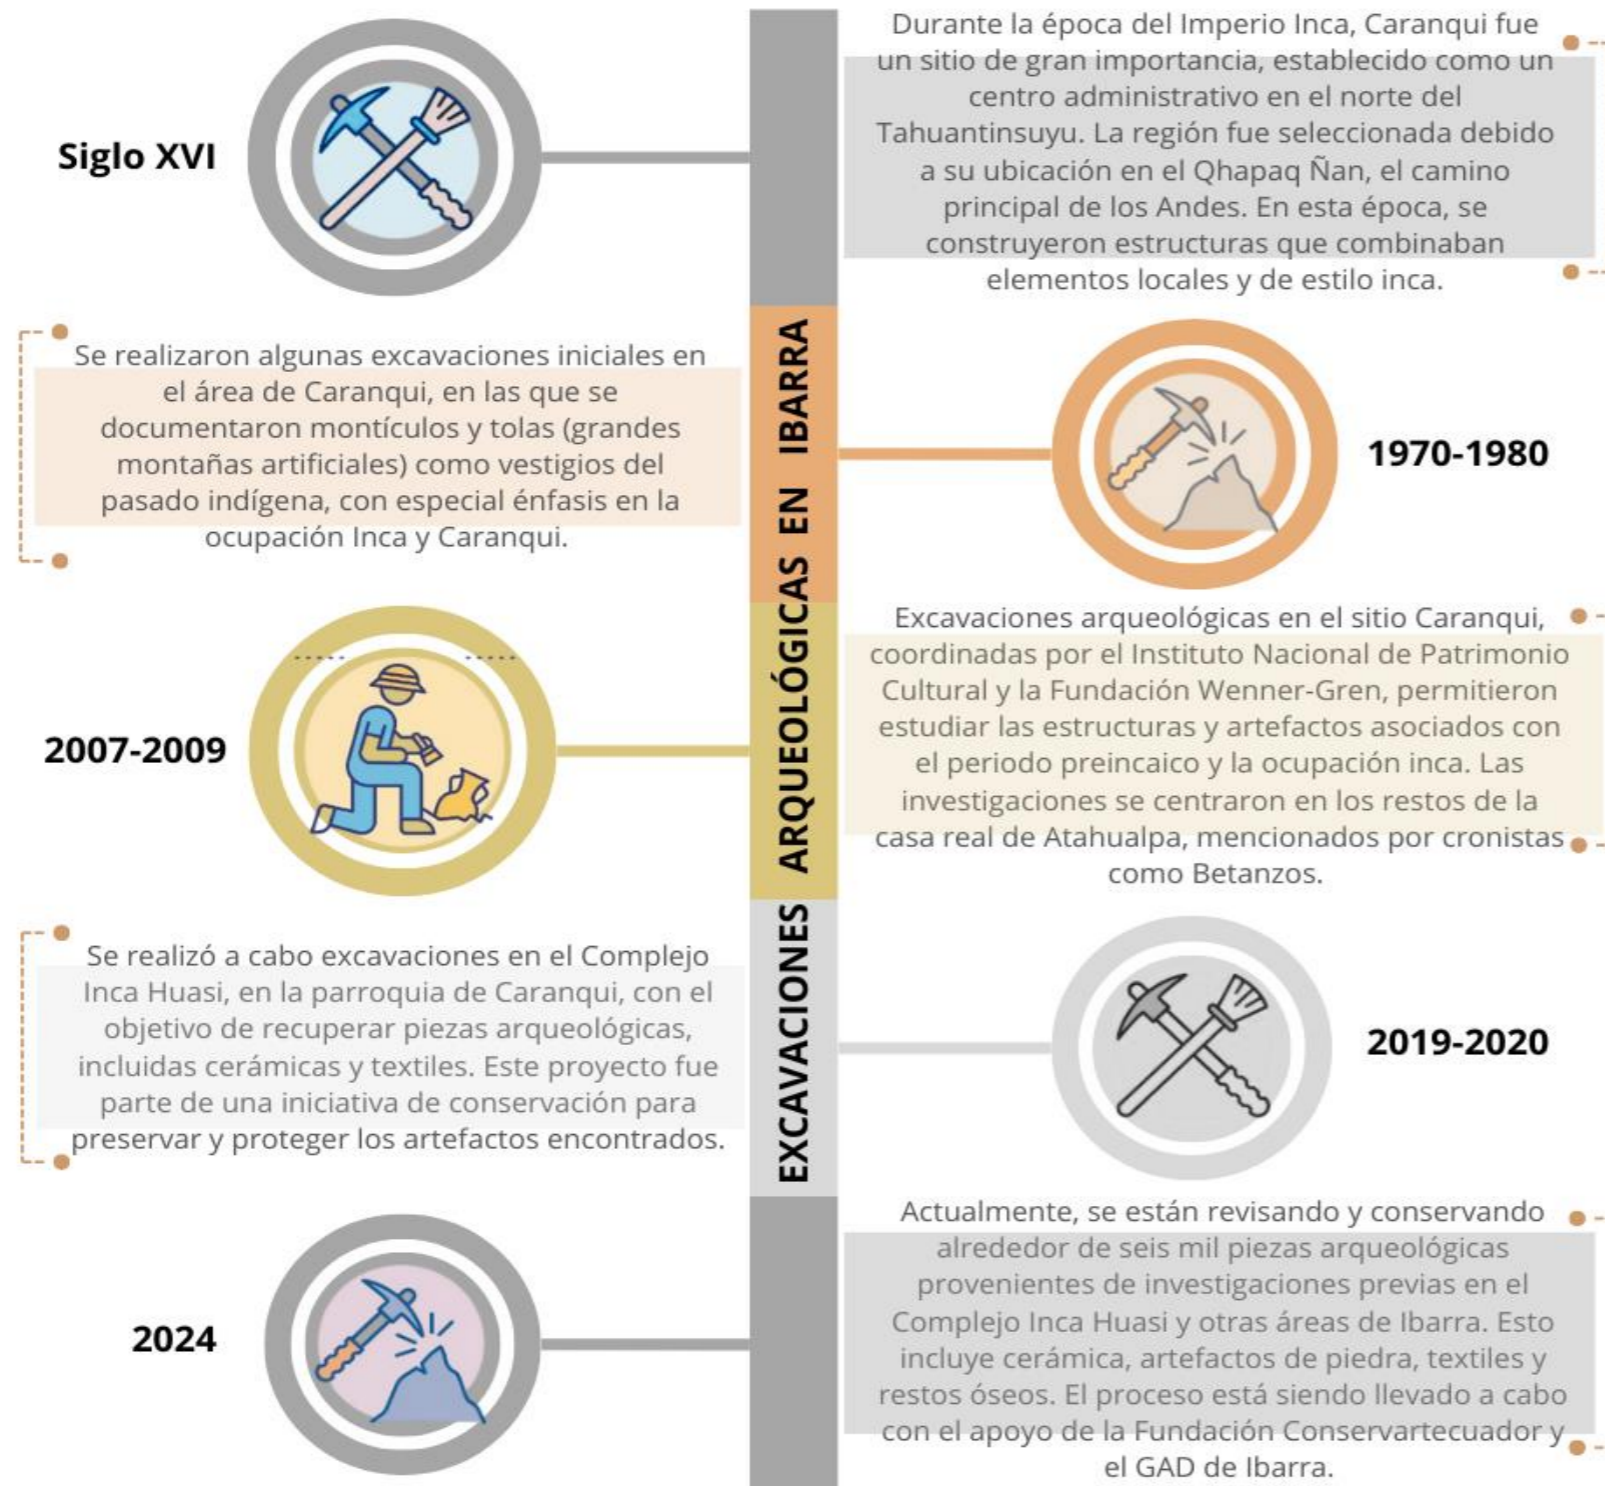 Siglo XVI
Durante la época del Imperio Inca, Caranqui fue
un sitio de gran importancia, establecido como un
centro administrativo en el norte del
Tahuantinsuyu. La región fue seleccionada debido
a su ubicación en el Qhapaq Ñan, el camino
principal de los Andes. En esta época, se
construyeron estructuras que combinaban
elementos locales y de estilo inca.
EXCAVACIONES ARQUEOLÓGICAS EN IBARRA
Se realizaron algunas excavaciones iniciales en
el área de Caranqui, en las que se
documentaron montículos y tolas (grandes
montañas artificiales) como vestigios del
pasado indígena, con especial énfasis en la
ocupación Inca y Caranqui.
1970-1980
2007-2009
Excavaciones arqueológicas en el sitio Caranqui,
coordinadas por el Instituto Nacional de Patrimonio
Cultural y la Fundación Wenner-Gren, permitieron
estudiar las estructuras y artefactos asociados con
el periodo preincaico y la ocupación inca. Las
investigaciones se centraron en los restos de la
casa real de Atahualpa, mencionados por cronistas
como Betanzos.
Se realizó a cabo excavaciones en el Complejo
Inca Huasi, en la parroquia de Caranqui, con el
objetivo de recuperar piezas arqueológicas,
incluidas cerámicas y textiles. Este proyecto fue
parte de una iniciativa de conservación para
preservar y proteger los artefactos encontrados.
2019-2020
2024
Actualmente, se están revisando y conservando
alrededor de seis mil piezas arqueológicas
provenientes de investigaciones previas en el
Complejo Inca Huasi y otras áreas de Ibarra. Esto
incluye cerámica, artefactos de piedra, textiles y
restos óseos. El proceso está siendo llevado a cabo
con el apoyo de la Fundación Conservartecuador y
el GAD de Ibarra.